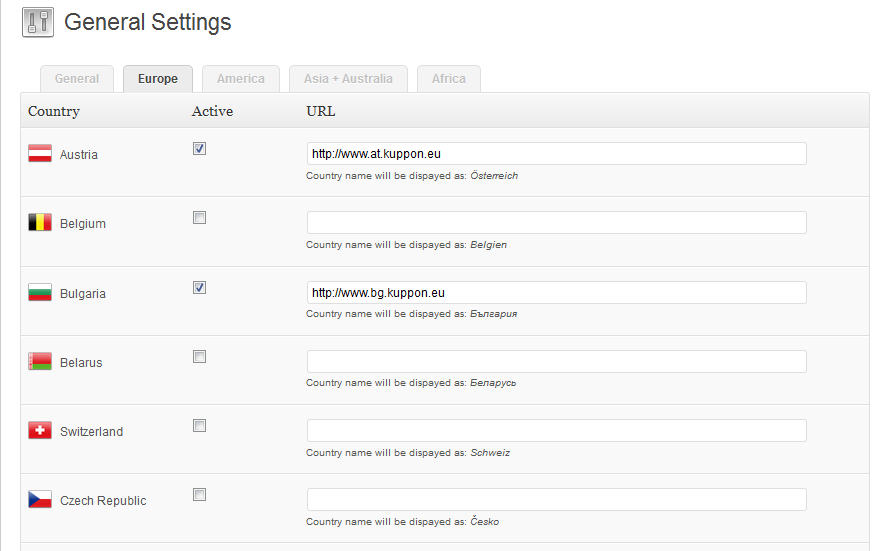 General Settings
General Europe America Asia + Australia Africa
Country Active URL
Austria http://www.at.kuppon.eu
Country name will be dispayed as: Österreich
Belgium
Country name will be dispayed as: Belgien
Bulgaria http://www.bg.kuppon.eu
Country name will be dispayed as: България
Belarus
Country name will be dispayed as: Беларусь
Switzerland
Country name will be dispayed as: Schweiz
Czech Republic
Country name will be dispayed as: Česko